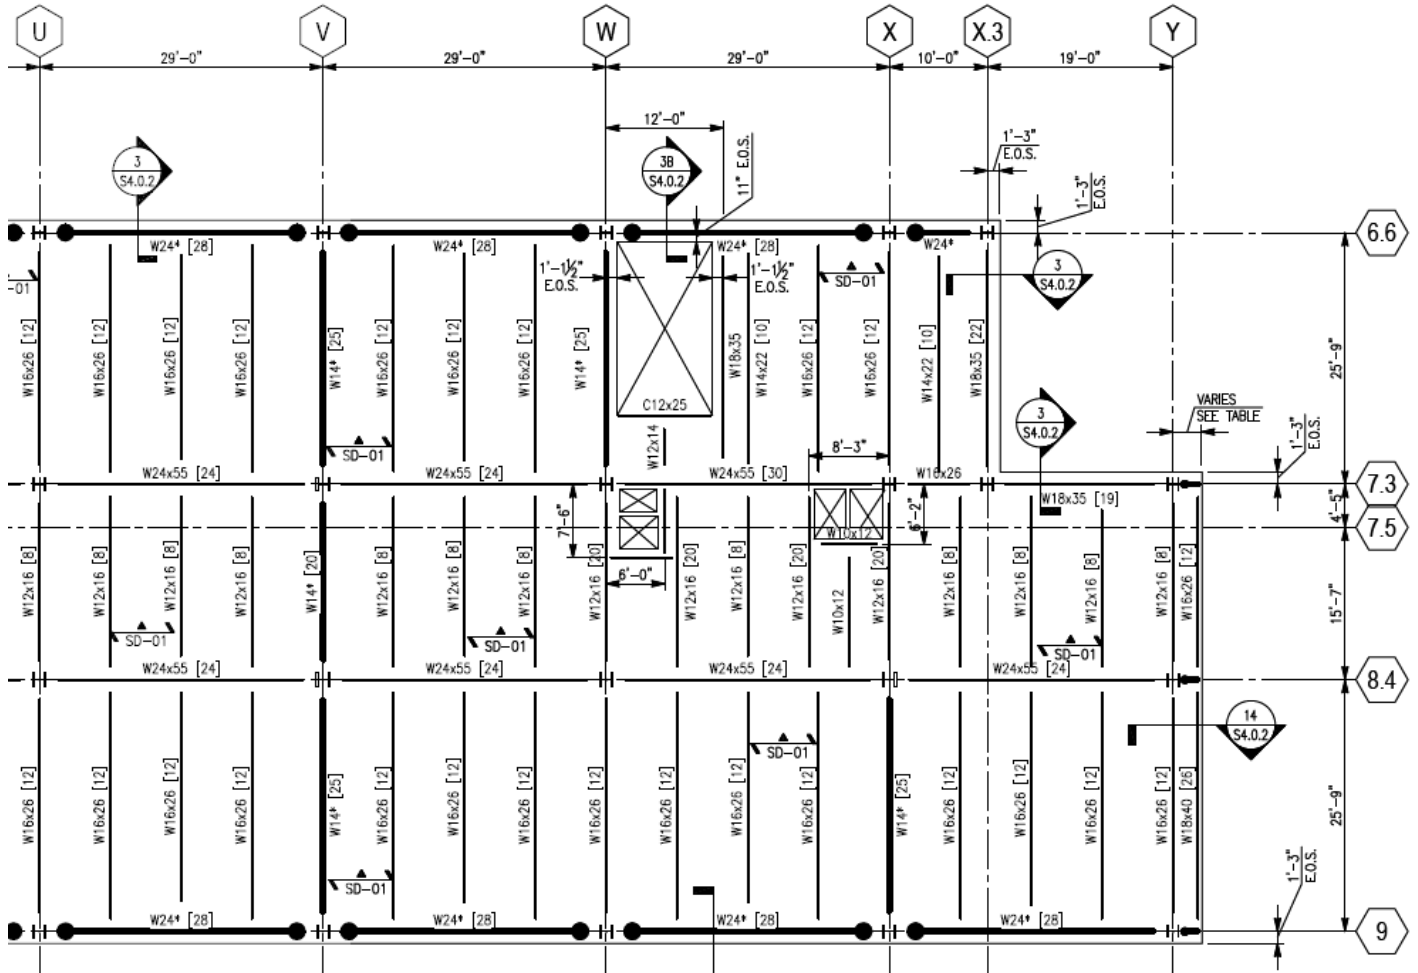 U
V
W
X
X.3
Y
29'-0"
29'-0"
29'-0"
10'-0"
19'-0"
12'-0"
11" E.O.S.
1'-3"
E.O.S.
1'-3"
E.O.S.
3
S4.0.2
3B
S4.0.2
6.6
W24* [28]
W24* [28]
W24* [28]
W24*
1'-1½"
E.O.S.
1'-1½"
E.O.S.
SD-01
3
S4.0.2
-01
W16x26 [12]
W16x26 [12]
W16x26 [12]
W16x26 [12]
W14* [25]
W16x26 [12]
W16x26 [12]
W16x26 [12]
W14* [25]
W18x35
W14x22 [10]
W16x26 [12]
W16x26 [12]
W14x22 [10]
W18x35 [22]
25'-9"
C12x25
W12x14
VARIES
SEE TABLE
3
S4.0.2
1'-3"
E.O.S.
SD-01
8'-3"
W24x55 [24]
W24x55 [24]
W24x55 [30]
W16x26
7.3
W18x35 [19]
4'-5"
7'-6"
6'-2"
7.5
W10x12
W12x16 [8]
W12x16 [8]
W12x16 [8]
W12x16 [8]
W14* [20]
W12x16 [8]
W12x16 [8]
W12x16 [8]
W12x16 [20]
6'-0"
W12x16 [20]
W12x16 [8]
W12x16 [20]
W10x12
W12x16 [20]
W12x16 [8]
W12x16 [8]
W12x16 [8]
W12x16 [8]
W16x26 [12]
15'-7"
SD-01
SD-01
SD-01
W24x55 [24]
W24x55 [24]
W24x55 [24]
W24x55 [24]
8.4
14
S4.0.2
SD-01
W16x26 [12]
W16x26 [12]
W16x26 [12]
W16x26 [12]
W14* [25]
W16x26 [12]
W16x26 [12]
W16x26 [12]
W16x26 [12]
W16x26 [12]
W16x26 [12]
W16x26 [12]
W14* [25]
W16x26 [12]
W16x26 [12]
W16x26 [12]
W16x26 [12]
W18x40 [26]
25'-9"
SD-01
1'-3"
E.O.S.
W24* [28]
W24* [28]
W24* [28]
W24* [28]
9